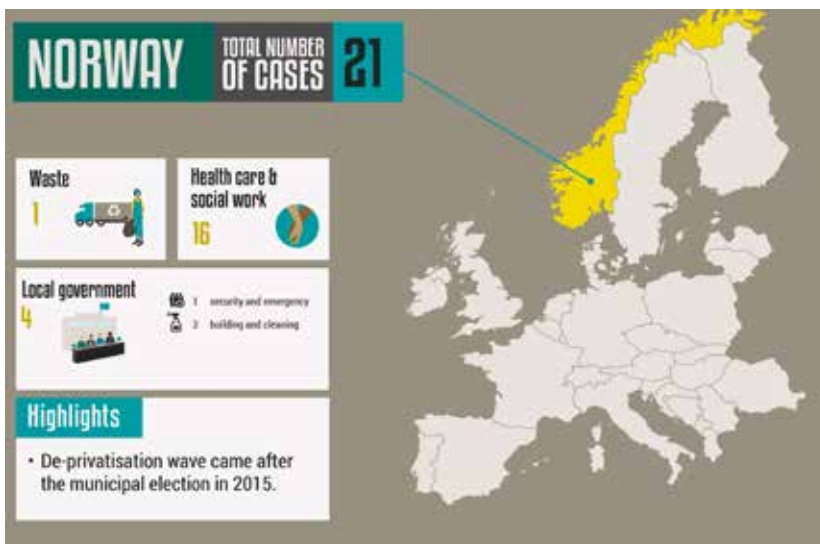 NORWAY
TOTAL NUMBER
OF CASES
21
Waste
1
Health care &
social work
16
Local government
4
1 security and emergency
building and cleaning
Highlights
• De-privatisation wave came after
the municipal election in 2015.